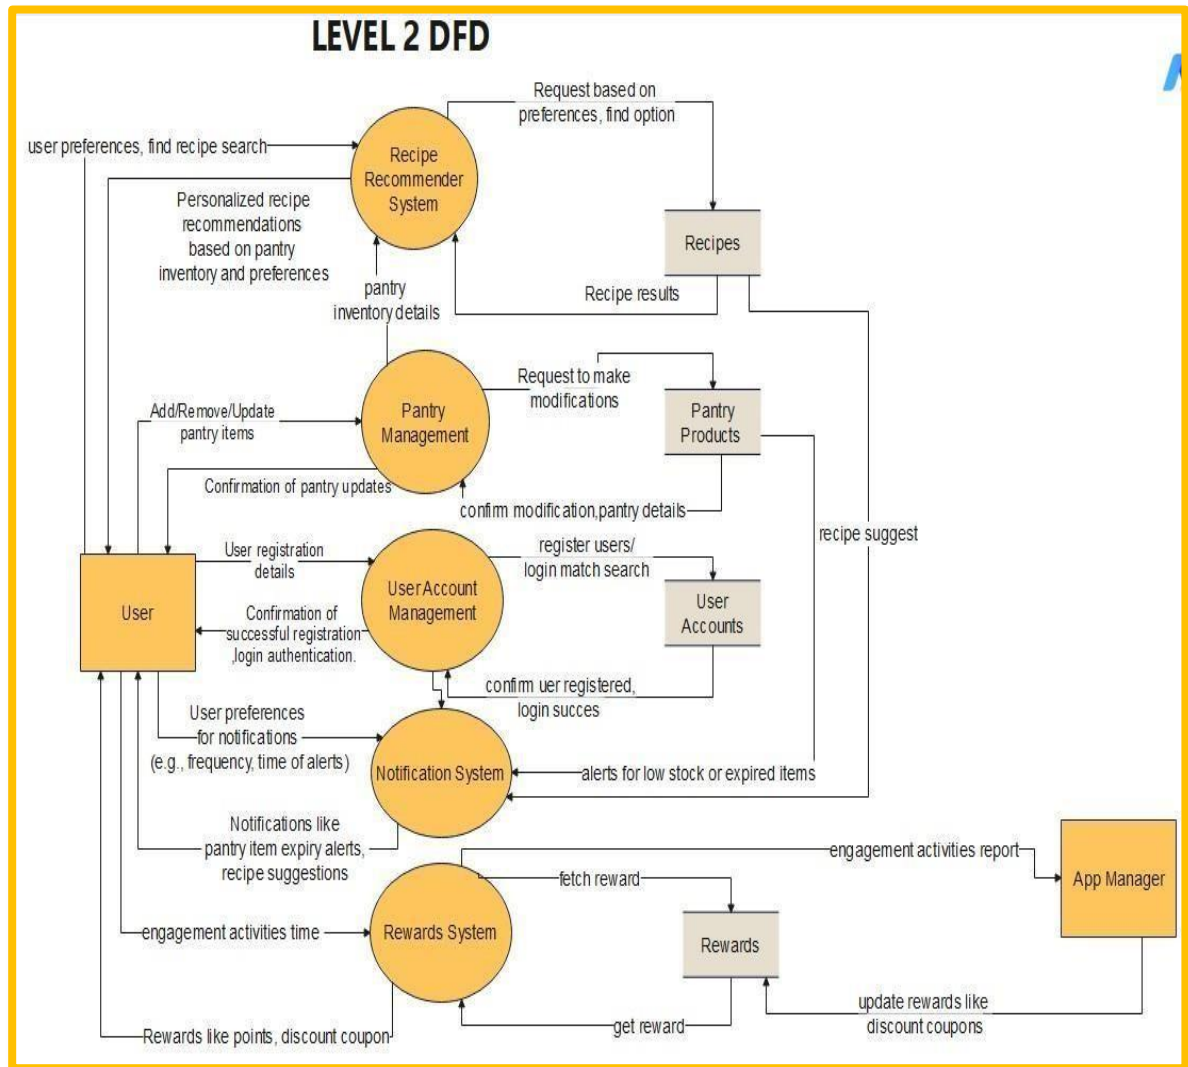 LEVEL 2 DFD
Request based on
preferences, find option
user preferences, find recipe search
Recipe
Recommender
System
Personalized recipe
recommendations
based on pantry
inventory and preferences
Recipes
pantry
inventory details
Recipe results
Request to make
modifications
Add/Remove/Update
pantry items
Pantry
Management
Pantry
Products
Confirmation of pantry updates
confirm modification,pantry details
recipe suggest
User registration
details
register users/
login match search
User Account
Management
User
Accounts
User
Confirmation of
successful registration
,login authentication.
confirm uer registered,
login succes
User preferences
for notifications
(e.g., frequency, time of alerts)
Notification System
alerts for low stock or expired items
Notifications like
pantry item expiry alerts,
recipe suggestions
engagement activities report
App Manager
fetch reward
engagement activities time
Rewards System
Rewards
update rewards like
discount coupons
get reward
Rewards like points, discount coupon